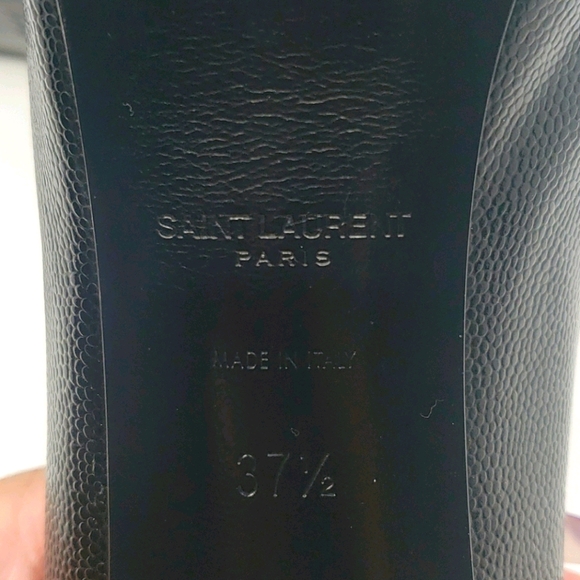 SAINT LAURENT
PARIS
MADE IN ITALY
37½